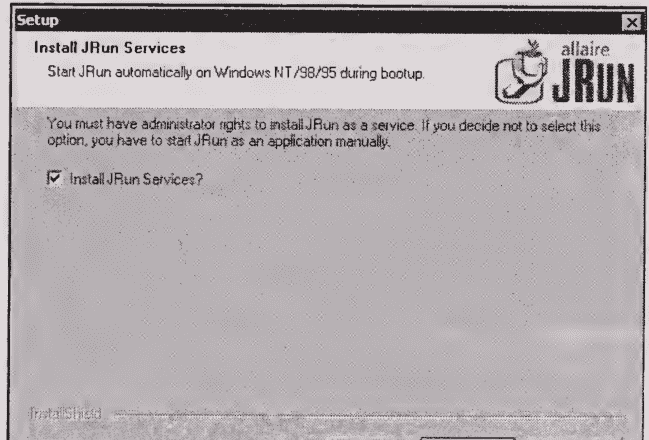 Setup
Install JRun Services
Start JRun automatically on Windows NT/98/95 during bootup.
allaire
JRUN
You must have administrator rights to install JRun as a service. If you decide not to select this
option, you have to start JRun as an application manually.
Install JRun Services?
InstallShield